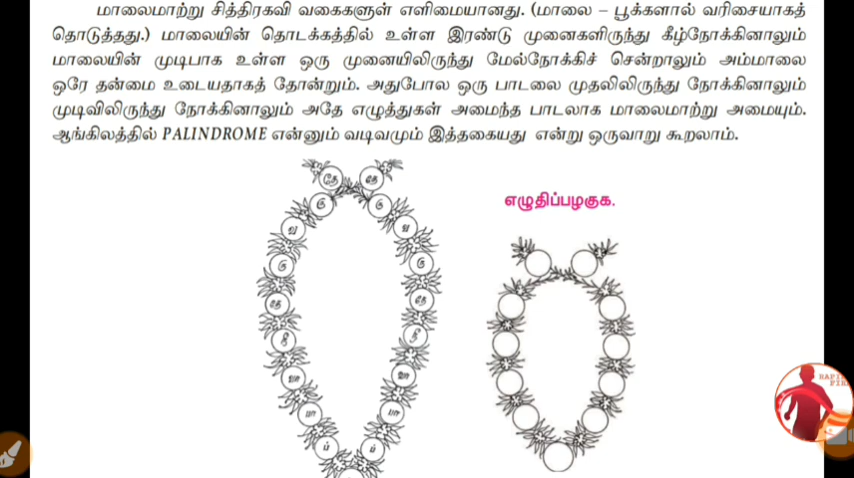 மாலைமாற்று சித்திரகவி வகைகளுள் எளிமையானது. (மாலை – பூக்களால் வரிசையாகத்
தொடுத்தது.) மாலையின் தொடக்கத்தில் உள்ள இரண்டு முனைகளிருந்து கீழ்நோக்கினாலும்
மாலையின் முடிபாக உள்ள ஒரு முனையிலிருந்து மேல்நோக்கிச் சென்றாலும் அம்மாலை
ஒரே தன்மை உடையதாகத் தோன்றும். அதுபோல ஒரு பாடலை முதலிலிருந்து நோக்கினாலும்
முடிவிலிருந்து நோக்கினாலும் அதே எழுத்துகள் அமைந்த பாடலாக மாலைமாற்று அமையும்.
ஆங்கிலத்தில் PALINDROME என்னும் வடிவமும் இத்தகையது என்று ஒருவாறு கூறலாம்.
தே தே
கு கு
வ வ
கு கு
தே தே
நீ நீ
வா வா
மா மா
ப் ப்
எழுதிப்பழகுக.